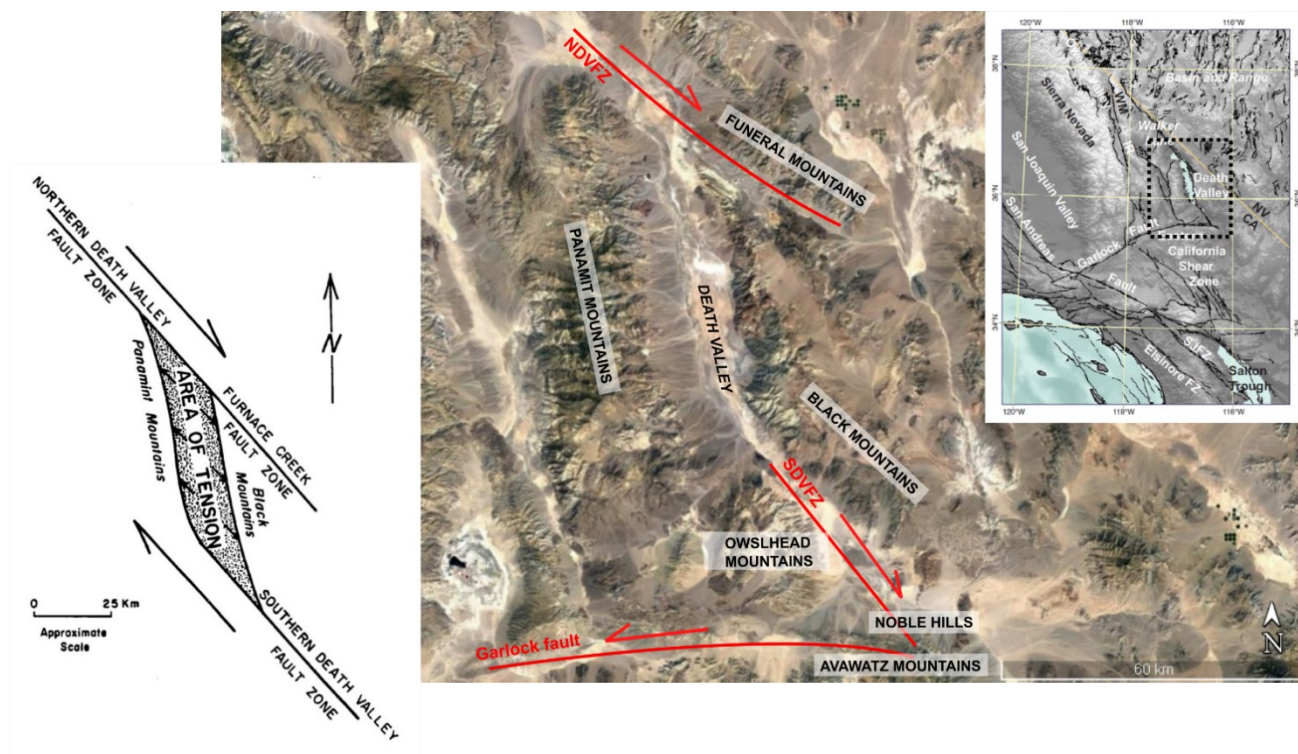 NORTHERN DEATH VALLEY
FAULT ZONE
Panamint Mountains
AREA OF TENSION
FURNACE CREEK
FAULT ZONE
Black
Mountains
N
0 25 Km
Approximate
Scale
SOUTHERN DEATH VALLEY
FAULT ZONE
NDVFZ
FUNERAL MOUNTAINS
PANAMIT MOUNTAINS
DEATH VALLEY
BLACK MOUNTAINS
SDVFZ
OWSLHEAD
MOUNTAINS
NOBLE HILLS
Garlock fault
AVAWATZ MOUNTAINS
N
60 km
120°W
118°W
116°W
38°N
36°N
34°N
Basin and Range
Sierra Nevada
WM
Walker
San Joaquin Valley
Death
Valley
NV
CA
San Andreas
Fault
Garlock Fault
California
Shear
Zone
Elsinore FZ
SJFZ
Salton
Trough
120°W
118°W
116°W